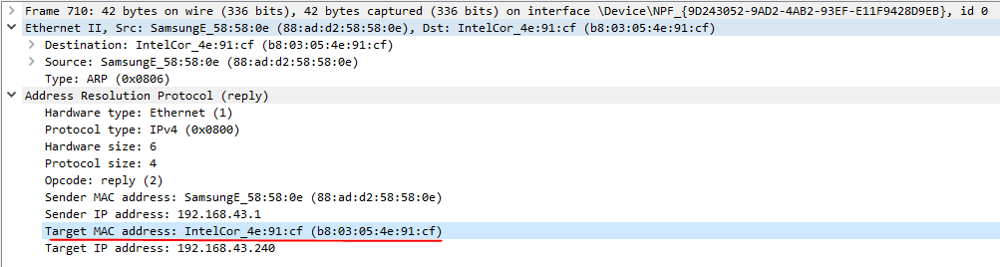 Frame 710: 42 bytes on wire (336 bits), 42 bytes captured (336 bits) on interface \Device\NPF_{9D243052-9AD2-4AB2-93EF-E11F9428D9EB}, id 0
Ethernet II, Src: SamsungE_58:58:0e (88:ad:d2:58:58:0e), Dst: IntelCor_4e:91:cf (b8:03:05:4e:91:cf)
Destination: IntelCor_4e:91:cf (b8:03:05:4e:91:cf)
Source: SamsungE_58:58:0e (88:ad:d2:58:58:0e)
Type: ARP (0x0806)
Address Resolution Protocol (reply)
Hardware type: Ethernet (1)
Protocol type: IPv4 (0x0800)
Hardware size: 6
Protocol size: 4
Opcode: reply (2)
Sender MAC address: SamsungE_58:58:0e (88:ad:d2:58:58:0e)
Sender IP address: 192.168.43.1
Target MAC address: IntelCor_4e:91:cf (b8:03:05:4e:91:cf)
Target IP address: 192.168.43.240